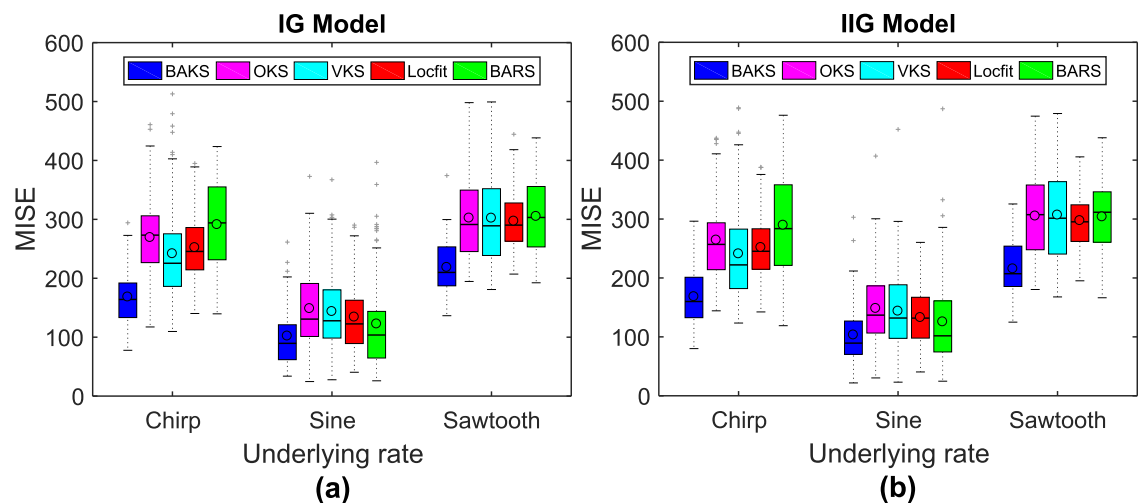 IG Model
MISE
600
500
400
300
200
100
0
BAKS OKS VKS Locfit BARS
Chirp Sine Sawtooth
Underlying rate
(a)
IIG Model
MISE
600
500
400
300
200
100
0
BAKS OKS VKS Locfit BARS
Chirp Sine Sawtooth
Underlying rate
(b)